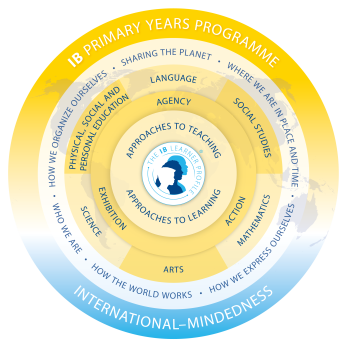 IB PRIMARY YEARS PROGRAMME
SHARING THE PLANET •
WHERE WE ARE IN PLACE AND TIME •
HOW WE EXPRESS OURSELVES •
HOW THE WORLD WORKS •
WHO WE ARE •
HOW WE ORGANIZE OURSELVES •
LANGUAGE
SOCIAL STUDIES
MATHEMATICS
ARTS
SCIENCE
PHYSICAL, SOCIAL AND
PERSONAL EDUCATION
AGENCY
ACTION
EXHIBITION
APPROACHES TO TEACHING
APPROACHES TO LEARNING
THE IB LEARNER PROFILE
INTERNATIONAL–MINDEDNESS